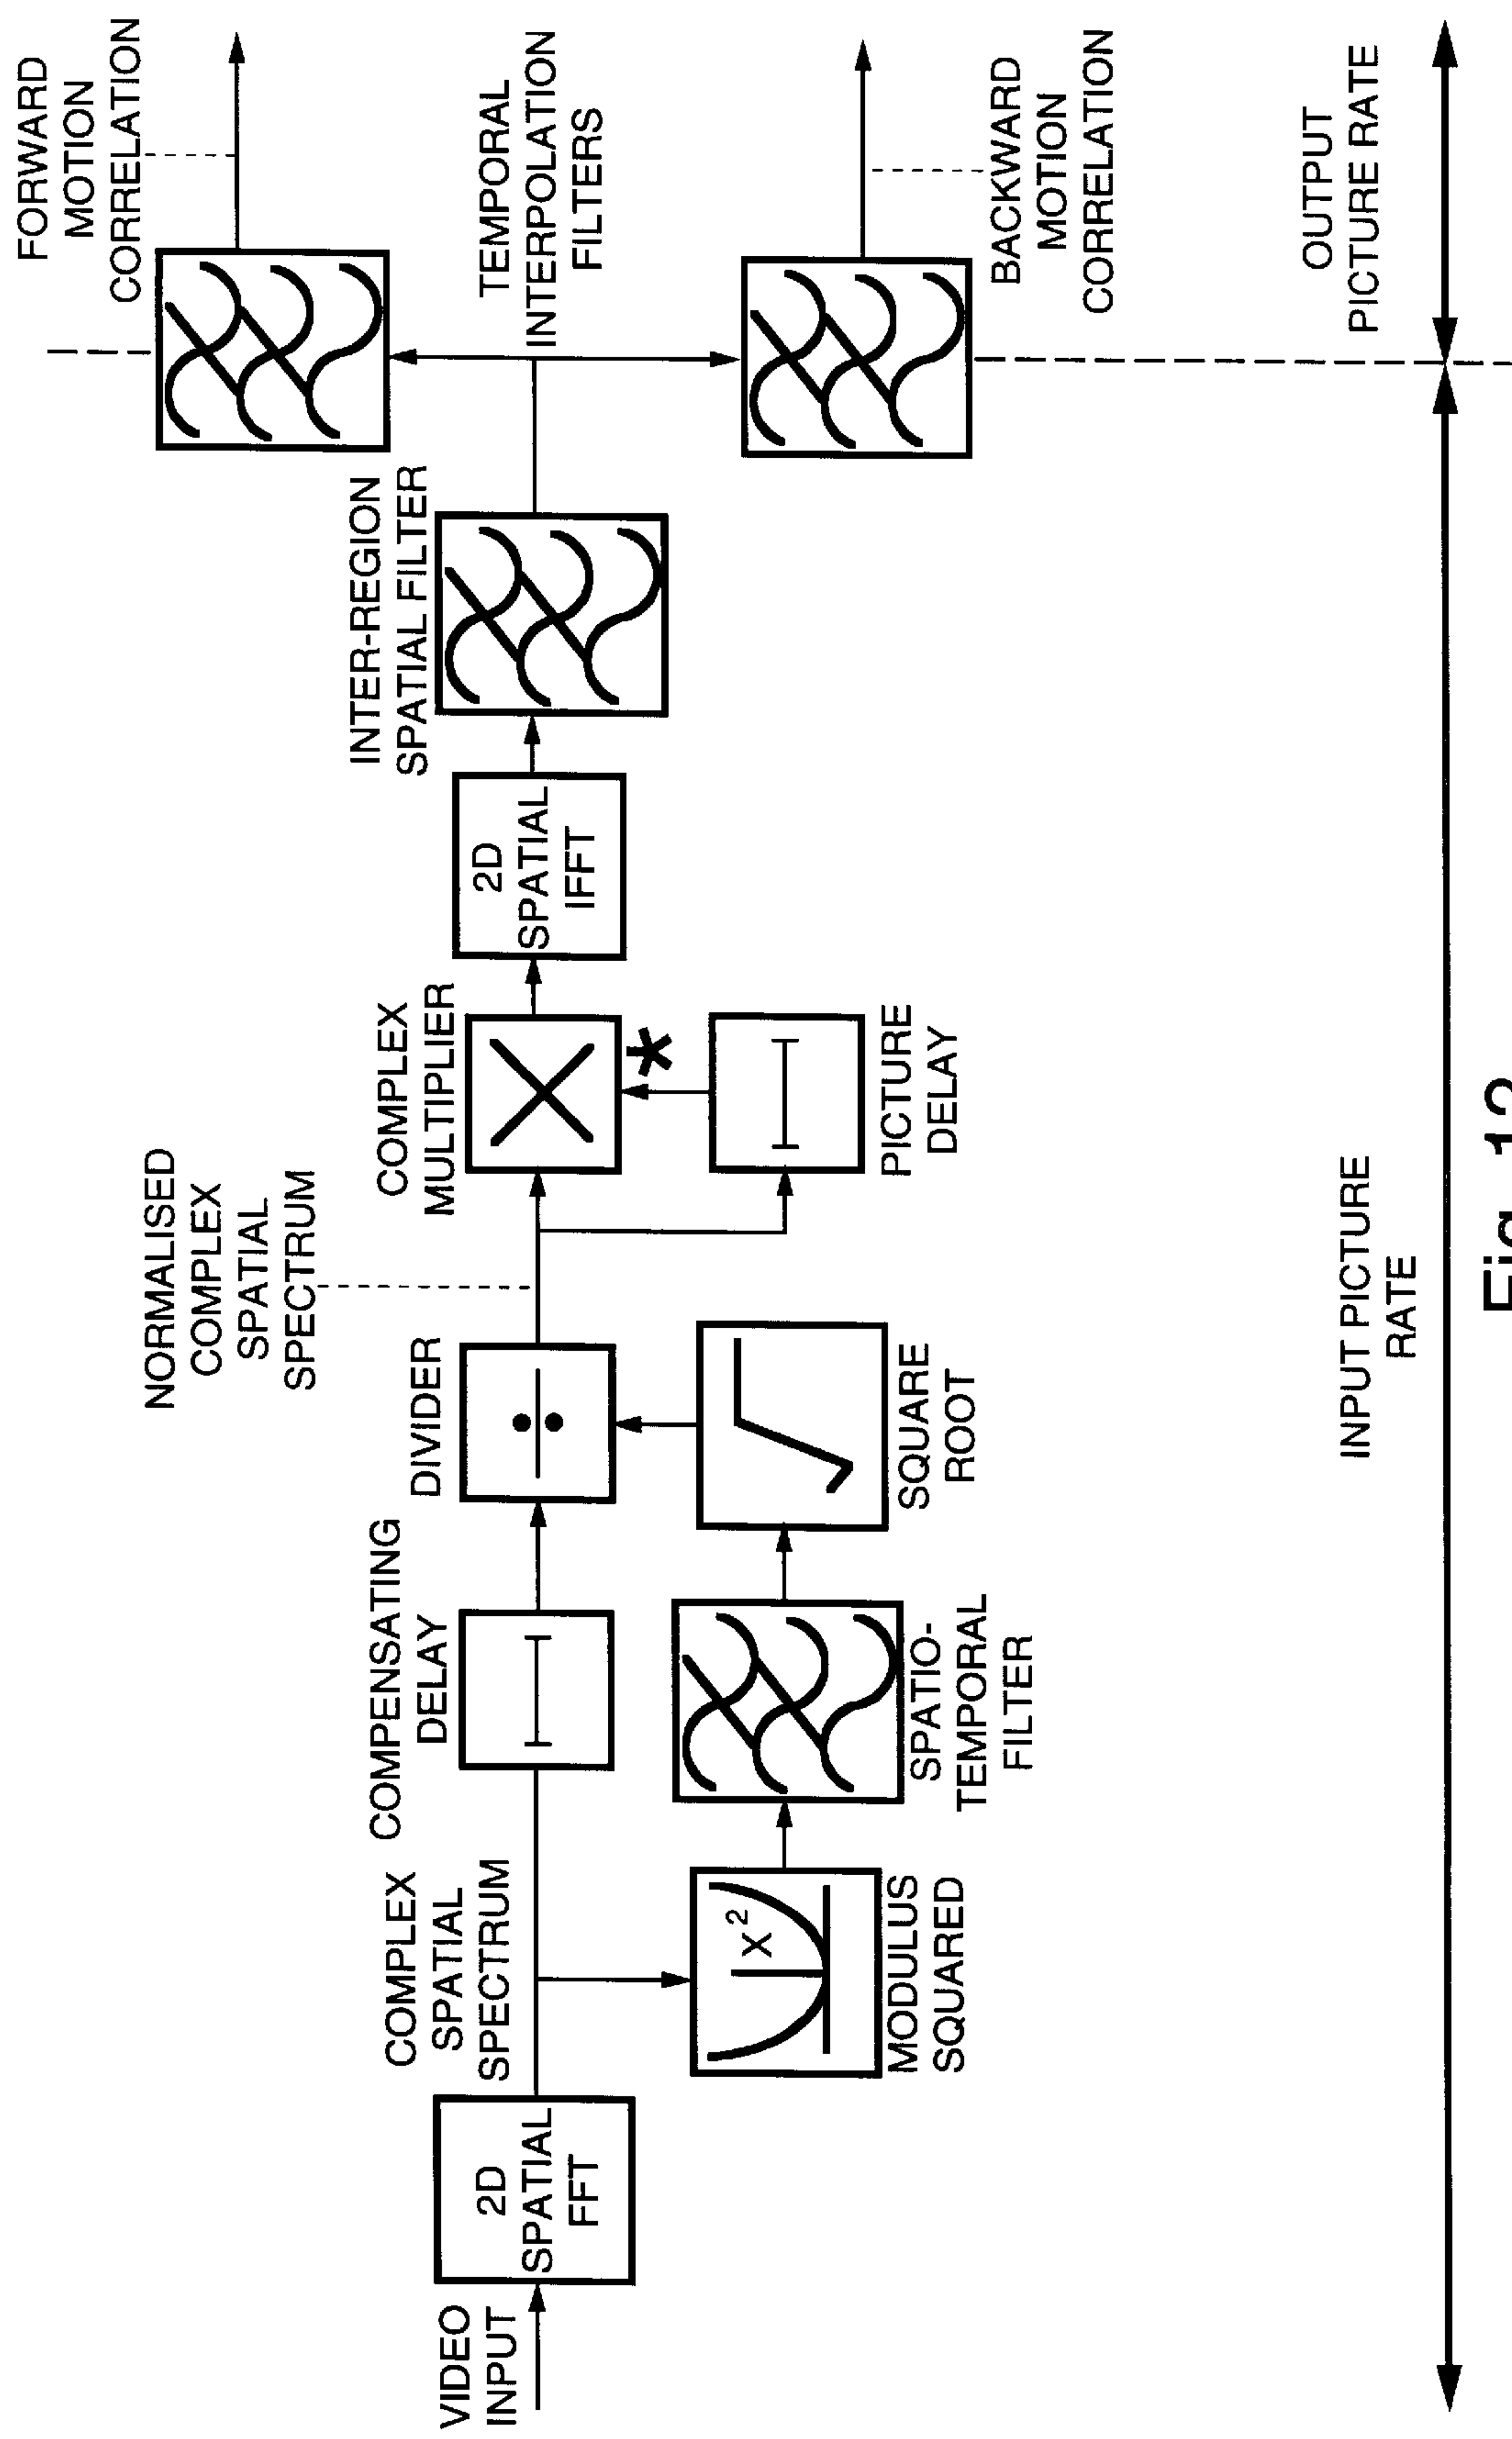 VIDEO
INPUT
2D
SPATIAL
FFT
COMPLEX
SPATIAL
SPECTRUM
X 2
MODULUS
SQUARED
COMPENSATING
DELAY
SPATIO-
TEMPORAL
FILTER
DIVIDER
SQUARE
ROOT
NORMALISED
COMPLEX
SPATIAL
SPECTRUM
COMPLEX
MULTIPLIER
*
PICTURE
DELAY
2D
SPATIAL
IFFT
INTER-REGION
SPATIAL FILTER
FORWARD
MOTION
CORRELATION
TEMPORAL
INTERPOLATION
FILTERS
BACKWARD
MOTION
CORRELATION
INPUT PICTURE
RATE
OUTPUT
PICTURE RATE